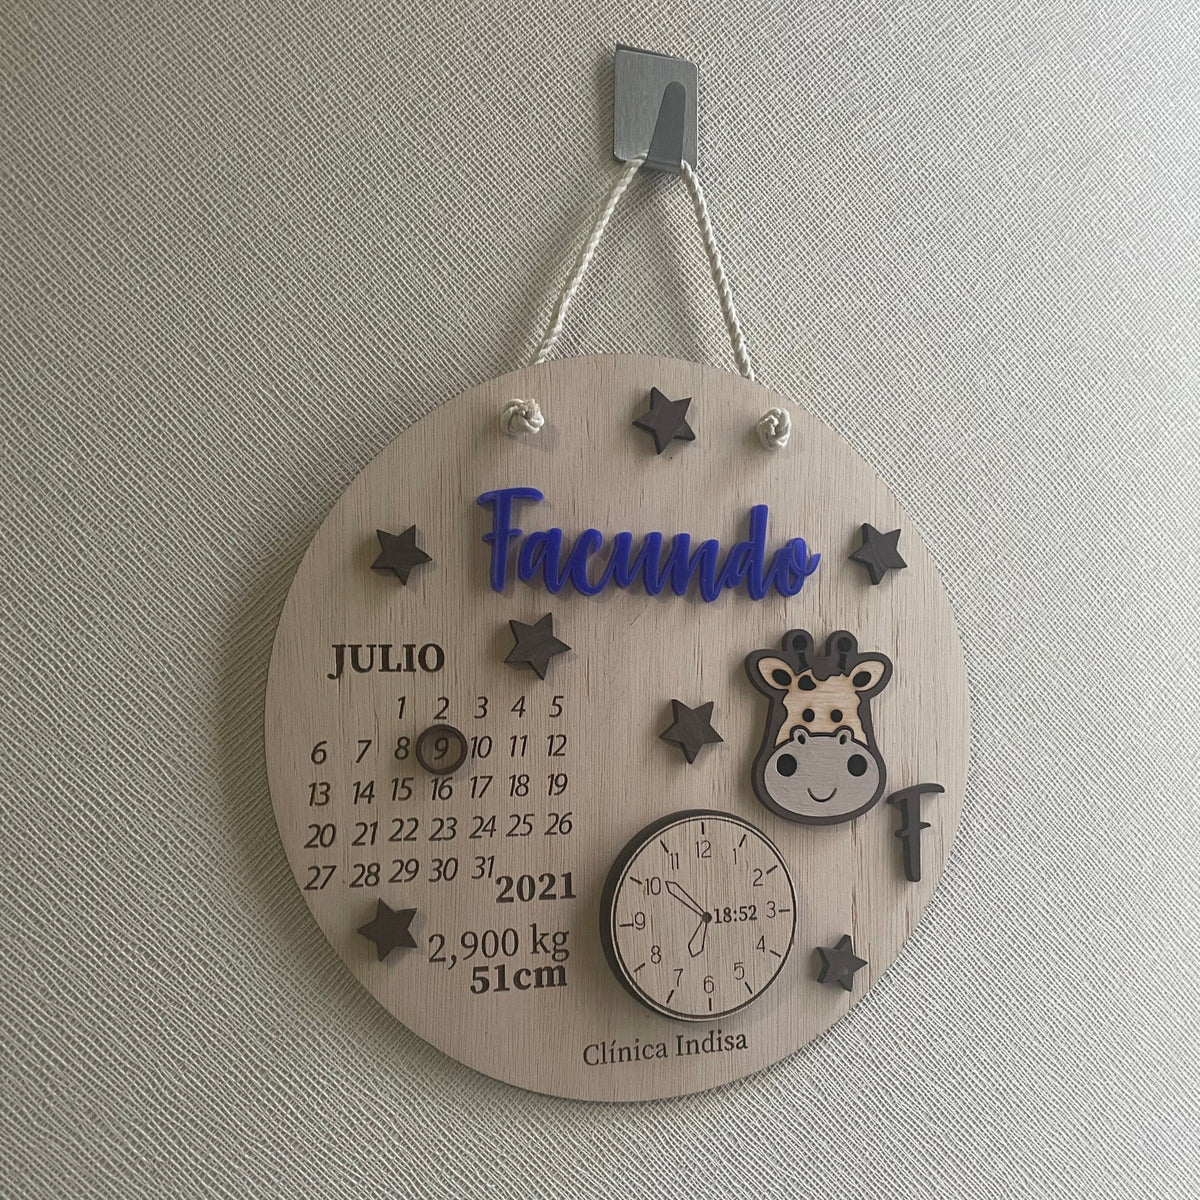 Facundo
JULIO
1 2 3 4 5
6 7 8 9 10 11 12
13 14 15 16 17 18 19
20 21 22 23 24 25 26
27 28 29 30 31
2021
2,900 kg
51cm
F
12
11 1
10 2
9 18:52 3
8 4
7 5
6
Clínica Indisa